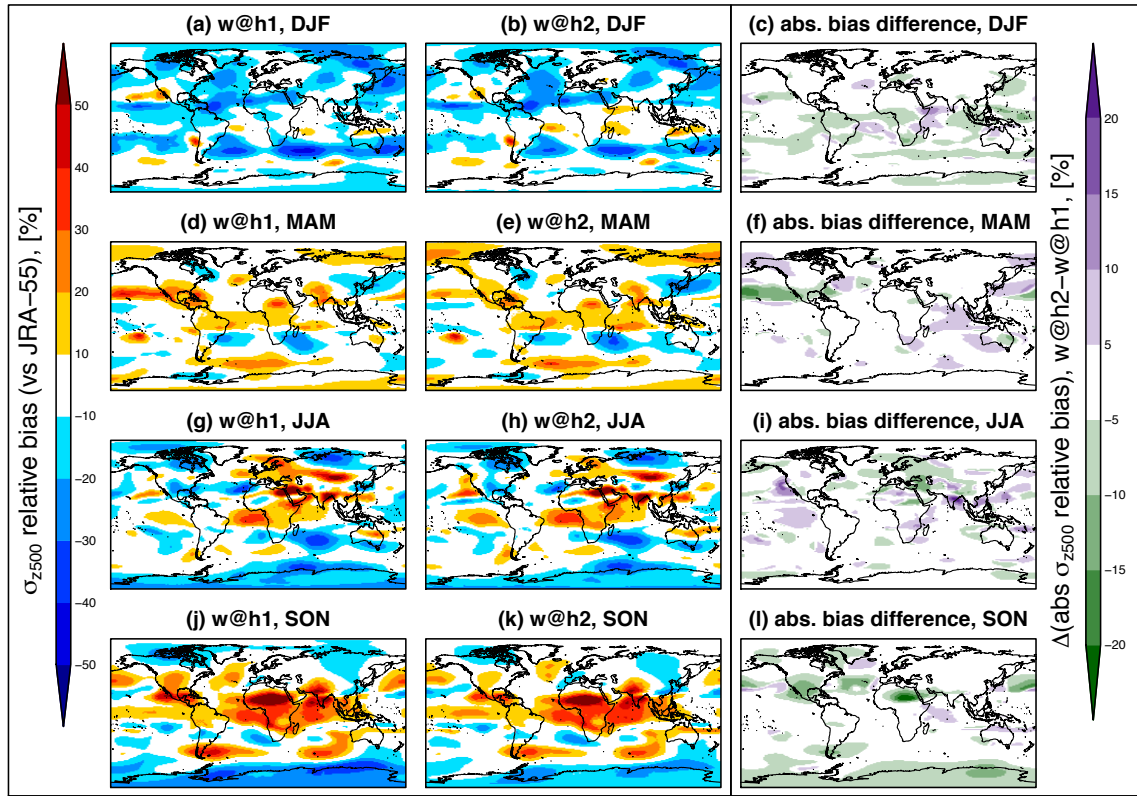 (a) w@h1, DJF
(b) w@h2, DJF
(c) abs. bias difference, DJF
(d) w@h1, MAM
(e) w@h2, MAM
(f) abs. bias difference, MAM
(g) w@h1, JJA
(h) w@h2, JJA
(i) abs. bias difference, JJA
(j) w@h1, SON
(k) w@h2, SON
(l) abs. bias difference, SON
σz500 relative bias (vs JRA−55), [%]
50
40
30
20
10
−10
−20
−30
−40
−50
Δ(abs σz500 relative bias), w@h2−w@h1, [%]
20
15
10
5
−5
−10
−15
−20